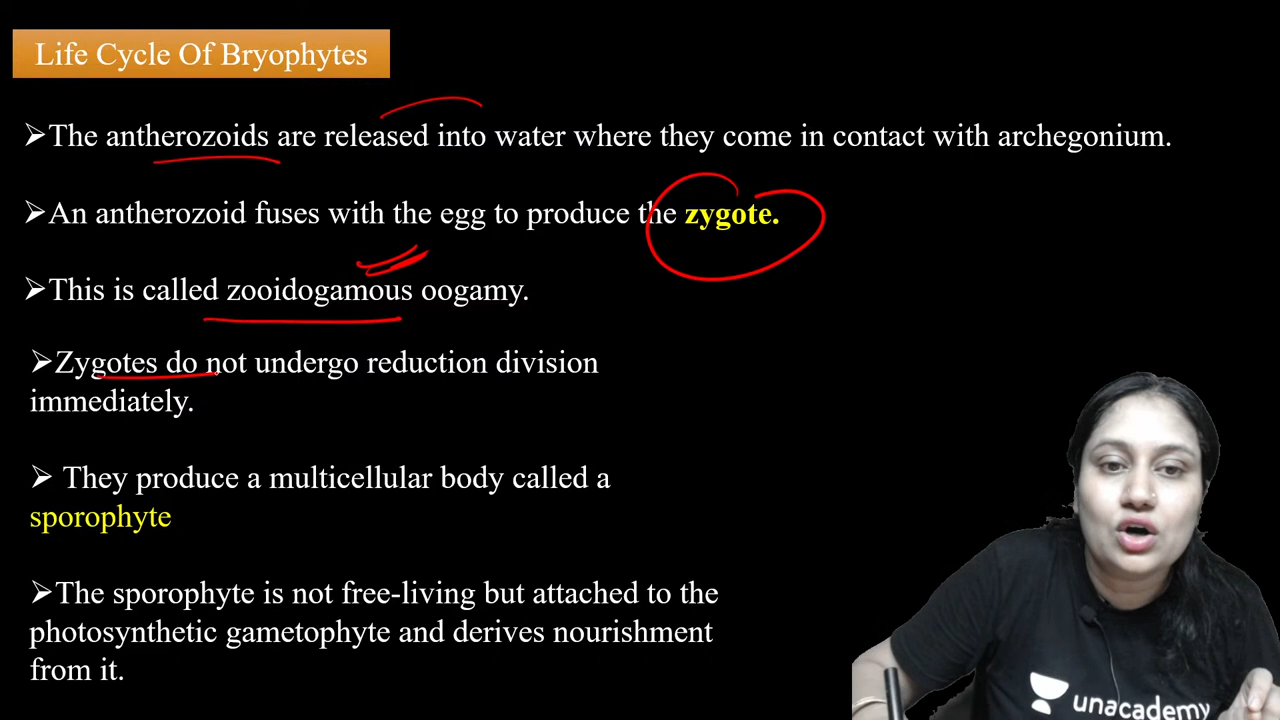 Life Cycle Of Bryophytes
➢The antherozoids are released into water where they come in contact with archegonium.
➢An antherozoid fuses with the egg to produce the zygote.
➢This is called zooidogamous oogamy.
➢Zygotes do not undergo reduction division
immediately.
➢ They produce a multicellular body called a
sporophyte
➢The sporophyte is not free-living but attached to the
photosynthetic gametophyte and derives nourishment
from it.
unacademy